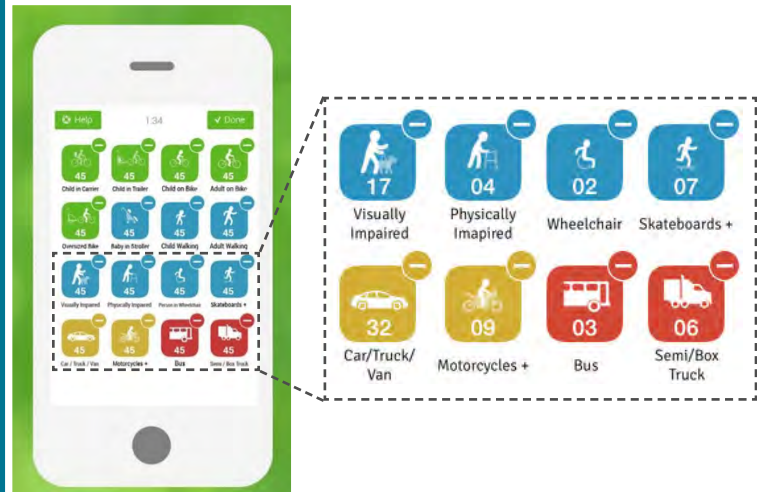 Help 1:34 Done
45 45 45 45
Child in Carrier Child in Trailer Child on Bike Adult on Bike
45 45 45 45
Oversized Bike Baby in Stroller Child Walking Adult Walking
45 45 45 45
Visually Impaired Physically Impaired Person in Wheelchair Skateboards +
45 45 45 45
Car / Truck / Van Motorcycles + Bus Semi / Box Truck
17 04 02 07
Visually
Impaired
Physically
Imapired
Wheelchair
Skateboards +
32 09 03 06
Car/Truck/
Van
Motorcycles +
Bus
Semi/Box
Truck